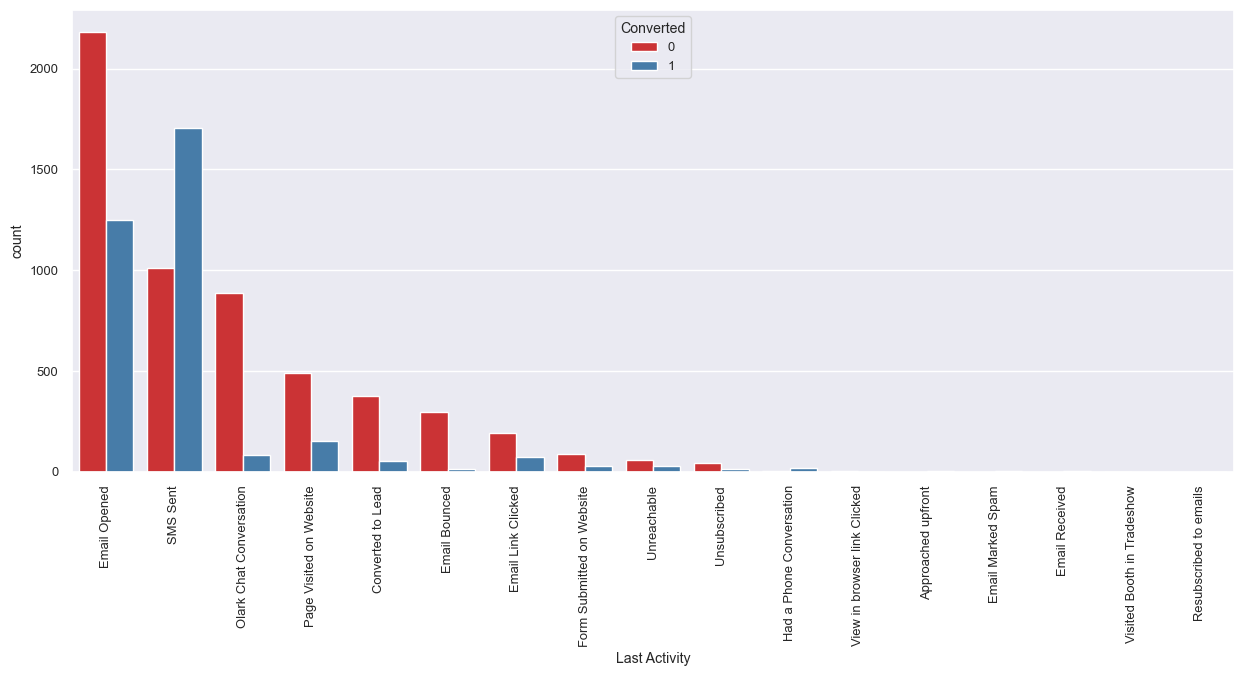 Converted
0
1
2000
1500
1000
500
0
count
Email Opened
SMS Sent
Olark Chat Conversation
Page Visited on Website
Converted to Lead
Email Bounced
Email Link Clicked
Form Submitted on Website
Unreachable
Unsubscribed
Had a Phone Conversation
View in browser link Clicked
Approached upfront
Email Marked Spam
Email Received
Visited Booth in Tradeshow
Resubscribed to emails
Last Activity